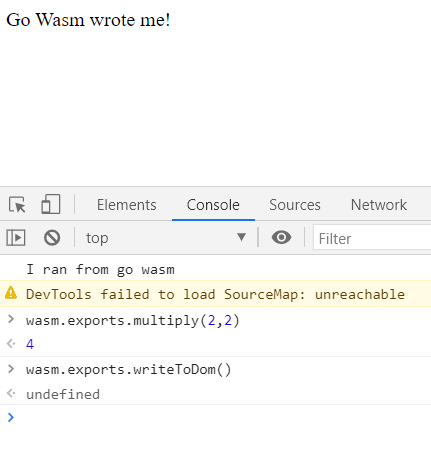 Go Wasm wrote me!
Elements Console Sources Network
top Filter
I ran from go wasm
DevTools failed to load SourceMap: unreachable
> wasm.exports.multiply(2,2)
4
> wasm.exports.writeToDom()
undefined
>